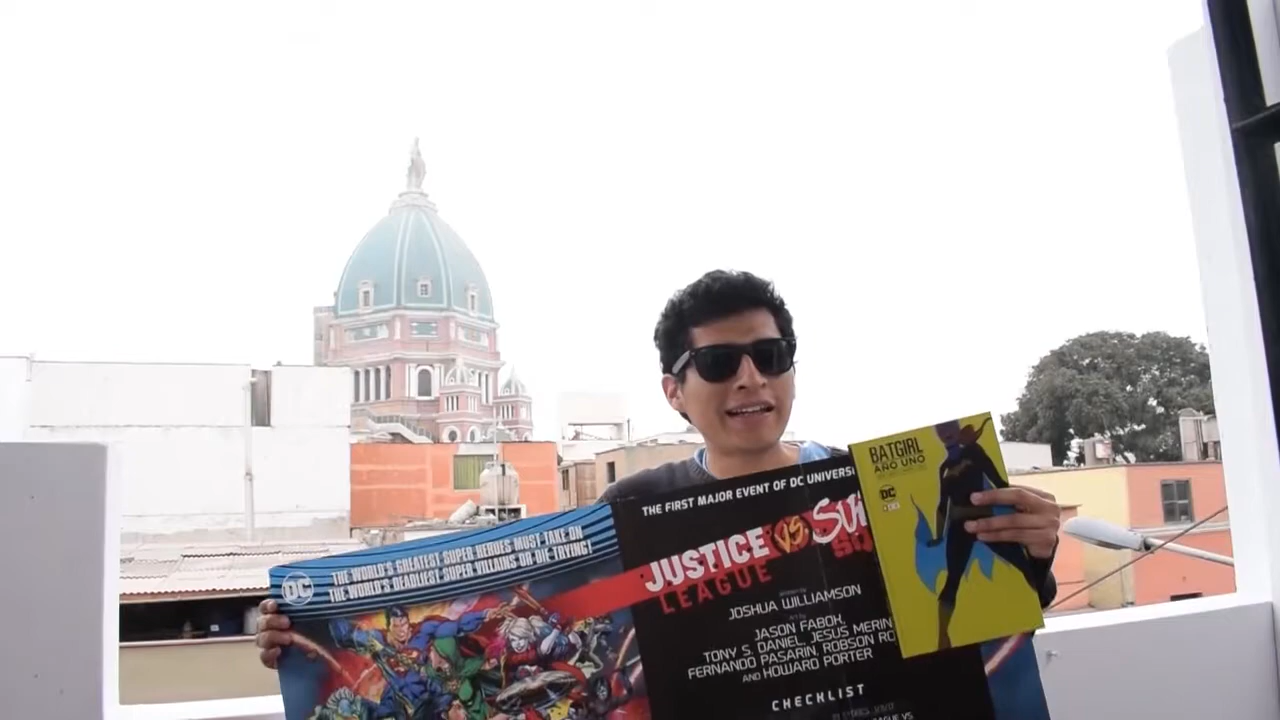 DC
THE WORLD'S GREATEST SUPER HEROES MUST TAKE ON
THE WORLD'S DEADLIEST SUPER VILLAINS OR DIE TRYING!
THE FIRST MAJOR EVENT OF DC UNIVERS
JUSTICE VS. SUI
LEAGUE SQ
JOSHUA WILLIAMSON
JASON FABOK,
TONY S. DANIEL, JESUS MERIN
FERNANDO PASARIN, ROBSON RO
AND HOWARD PORTER
CHECKLIST
BATGIRL
AÑO UNO
DC